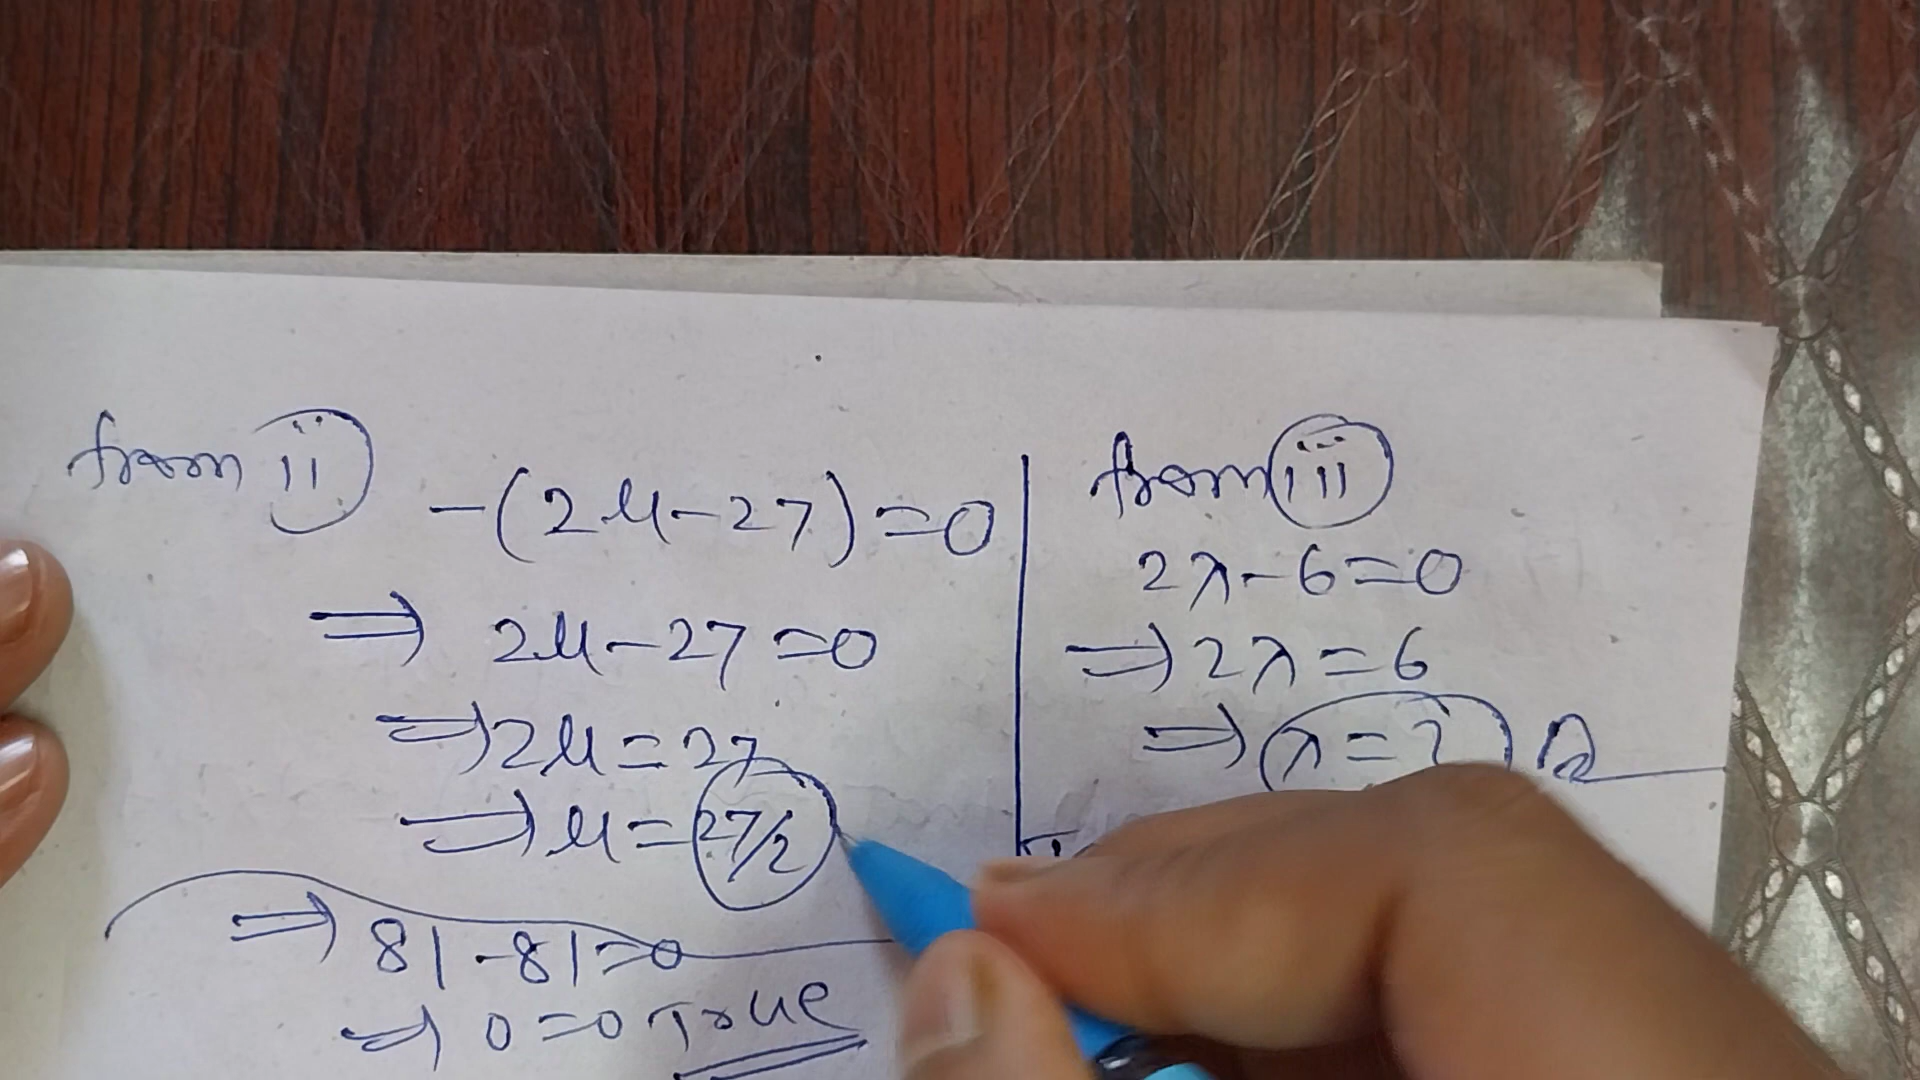 from (ii)
-(2μ-27)=0
⇒ 2μ-27=0
⇒ 2μ=27
⇒ μ=27/2
⇒ 81-81=0
⇒ 0=0 True
from (iii)
2λ-6=0
⇒ 2λ=6
⇒ λ=